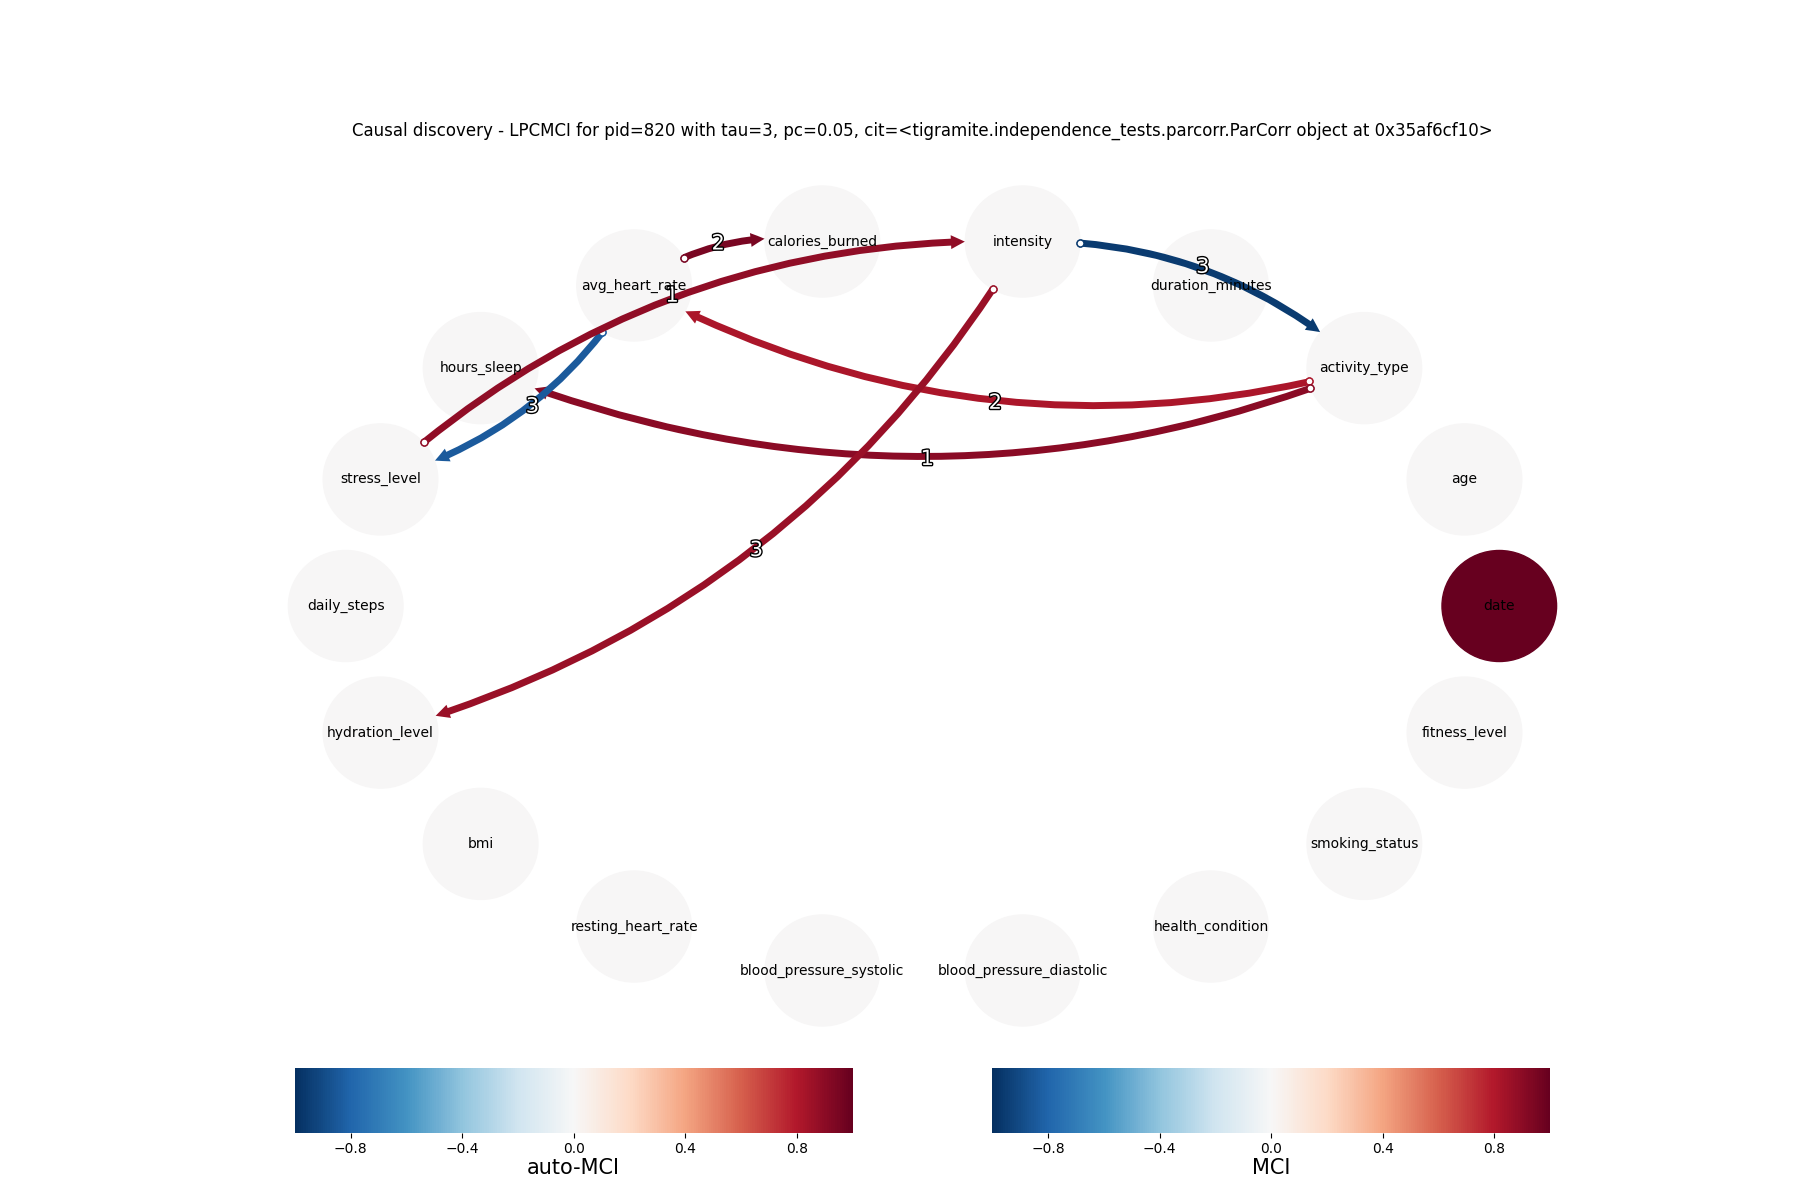 Causal discovery - LPCMCI for pid=820 with tau=3, pc=0.05, cit=<tigramite.independence_tests.parcorr.ParCorr object at 0x35af6cf10>
2
calories_burned
intensity
3
avg_heart_rate
1
duration_minutes
hours_sleep
activity_type
3
2
1
stress_level
age
3
daily_steps
date
hydration_level
fitness_level
bmi
smoking_status
resting_heart_rate
health_condition
blood_pressure_systolic
blood_pressure_diastolic
−0.8 −0.4 0.0 0.4 0.8
auto-MCI
−0.8 −0.4 0.0 0.4 0.8
MCI